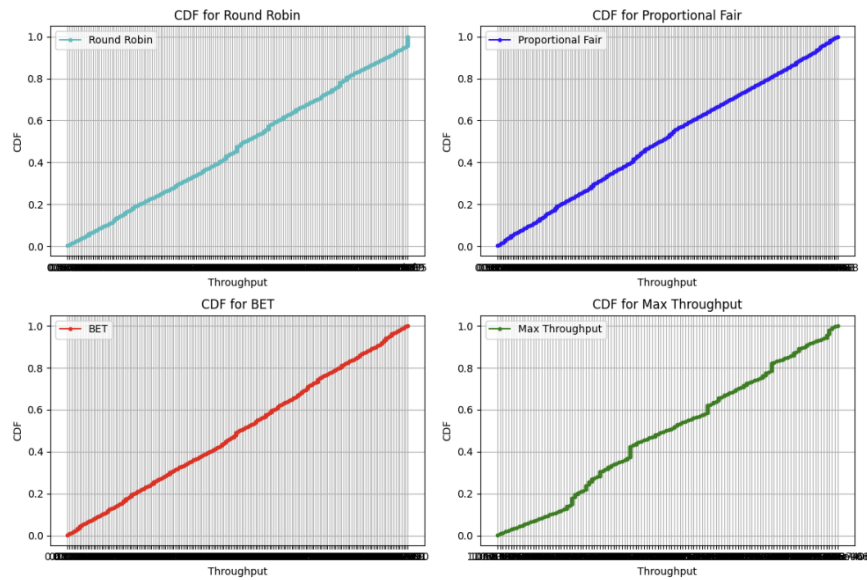 CDF for Round Robin
Round Robin
1.0
0.8
0.6
0.4
0.2
0.0
CDF
Throughput
CDF for Proportional Fair
Proportional Fair
1.0
0.8
0.6
0.4
0.2
0.0
CDF
Throughput
CDF for BET
BET
1.0
0.8
0.6
0.4
0.2
0.0
CDF
Throughput
CDF for Max Throughput
Max Throughput
1.0
0.8
0.6
0.4
0.2
0.0
CDF
Throughput